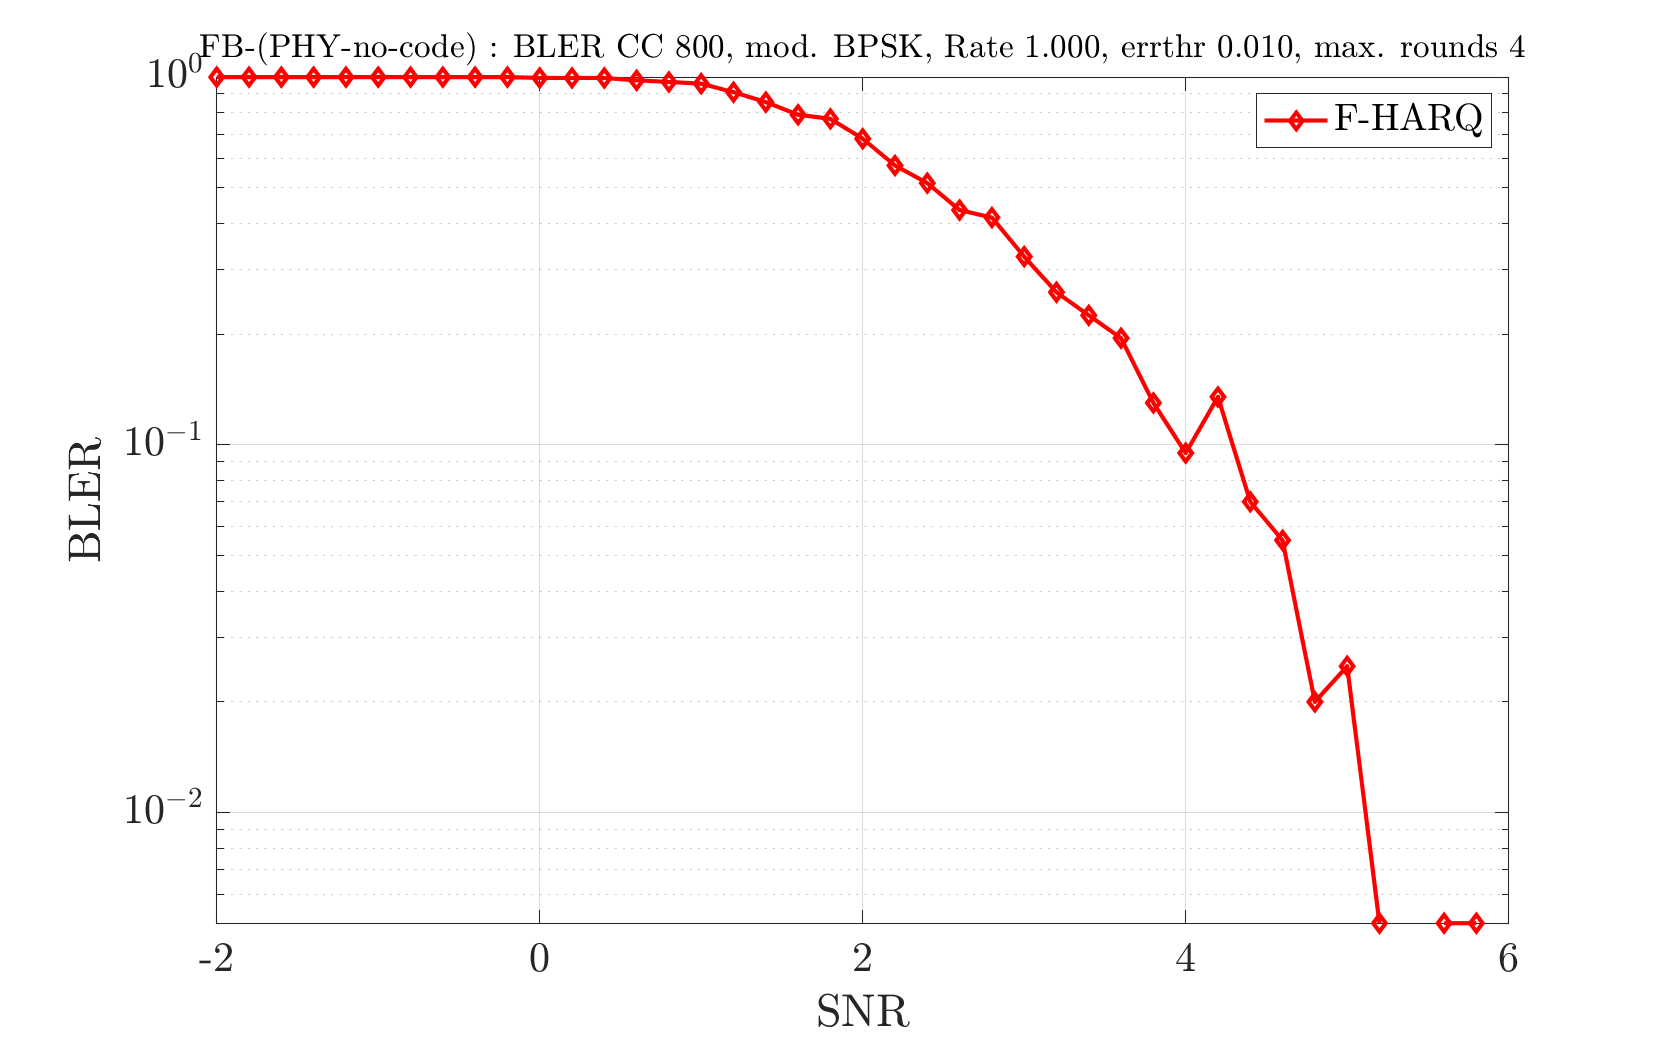 FB-(PHY-no-code) : BLER CC 800, mod. BPSK, Rate 1.000, errthr 0.010, max. rounds 4
10^0
F-HARQ
10^{-1}
BLER
10^{-2}
-2 0 2 4 6
SNR